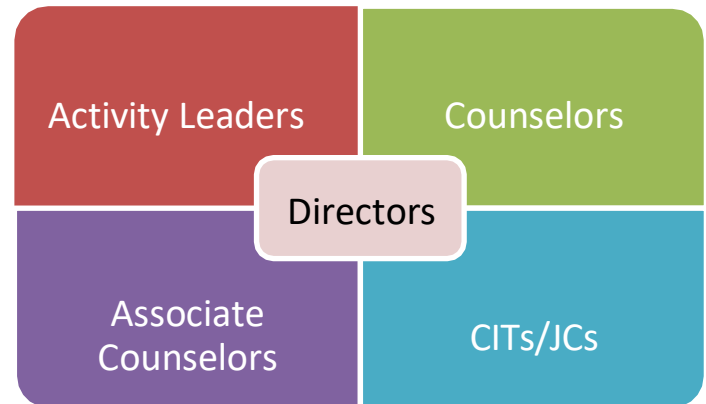 Activity Leaders
Counselors
Directors
Associate
Counselors
CITs/JCs